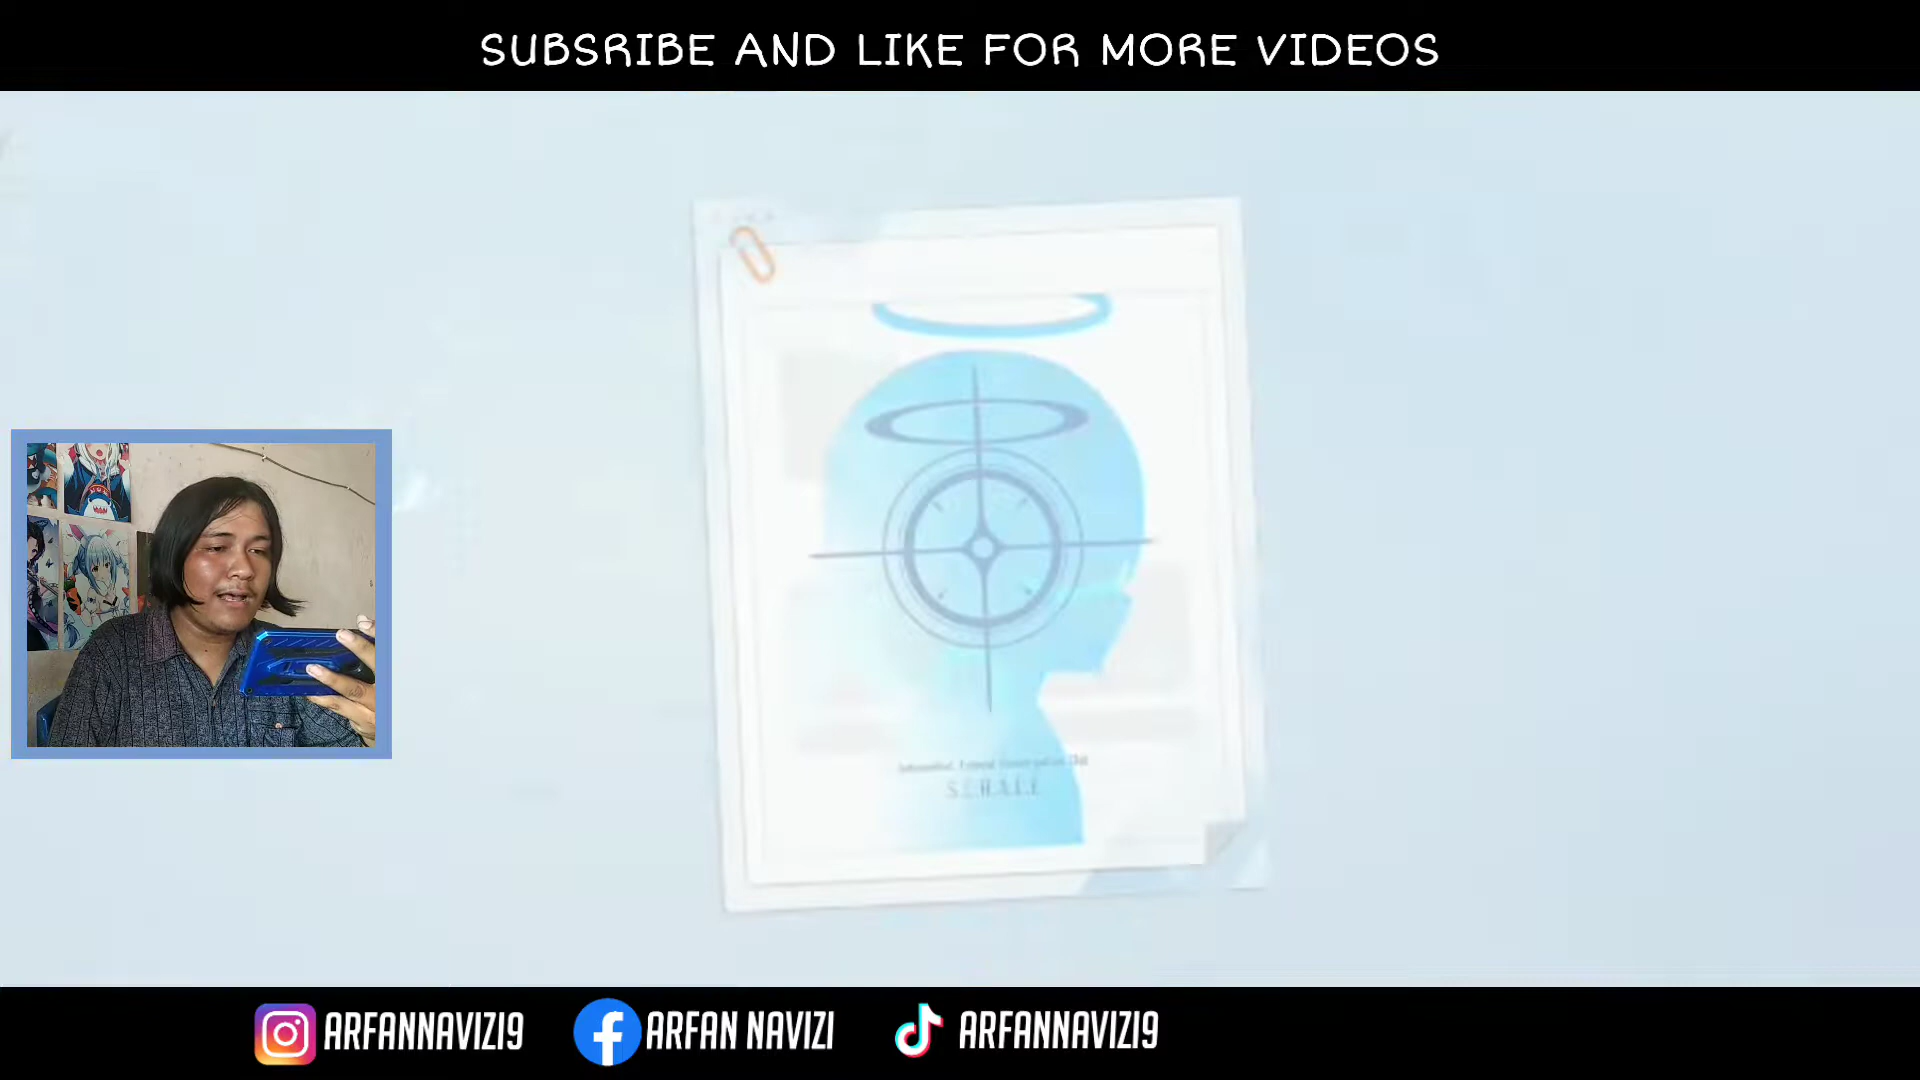 SUBSRIBE AND LIKE FOR MORE VIDEOS
S.C.H.A.L.E
ARFANNAVIZI9
ARFAN NAVIZI
ARFANNAVIZI9